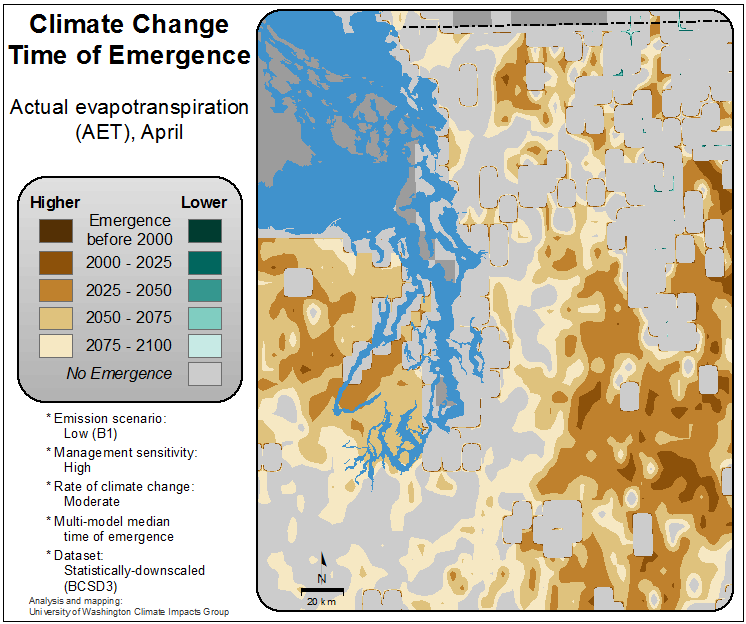 Climate Change
Time of Emergence
Actual evapotranspiration
(AET), April
Higher
Lower
Emergence
before 2000
2000 - 2025
2025 - 2050
2050 - 2075
2075 - 2100
No Emergence
* Emission scenario:
Low (B1)
* Management sensitivity:
High
* Rate of climate change:
Moderate
* Multi-model median
time of emergence
* Dataset:
Statistically-downscaled
(BCSD3)
Analysis and mapping:
University of Washington Climate Impacts Group
N
20 km